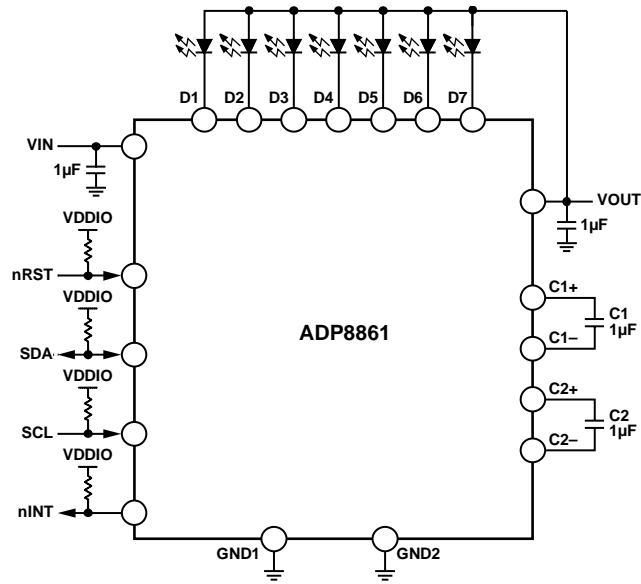 D1
D2
D3
D4
D5
D6
D7
VIN
1µF
VOUT
1µF
VDDIO
nRST
VDDIO
SDA
VDDIO
SCL
VDDIO
nINT
ADP8861
C1+
C1
1µF
C1–
C2+
C2
1µF
C2–
GND1
GND2